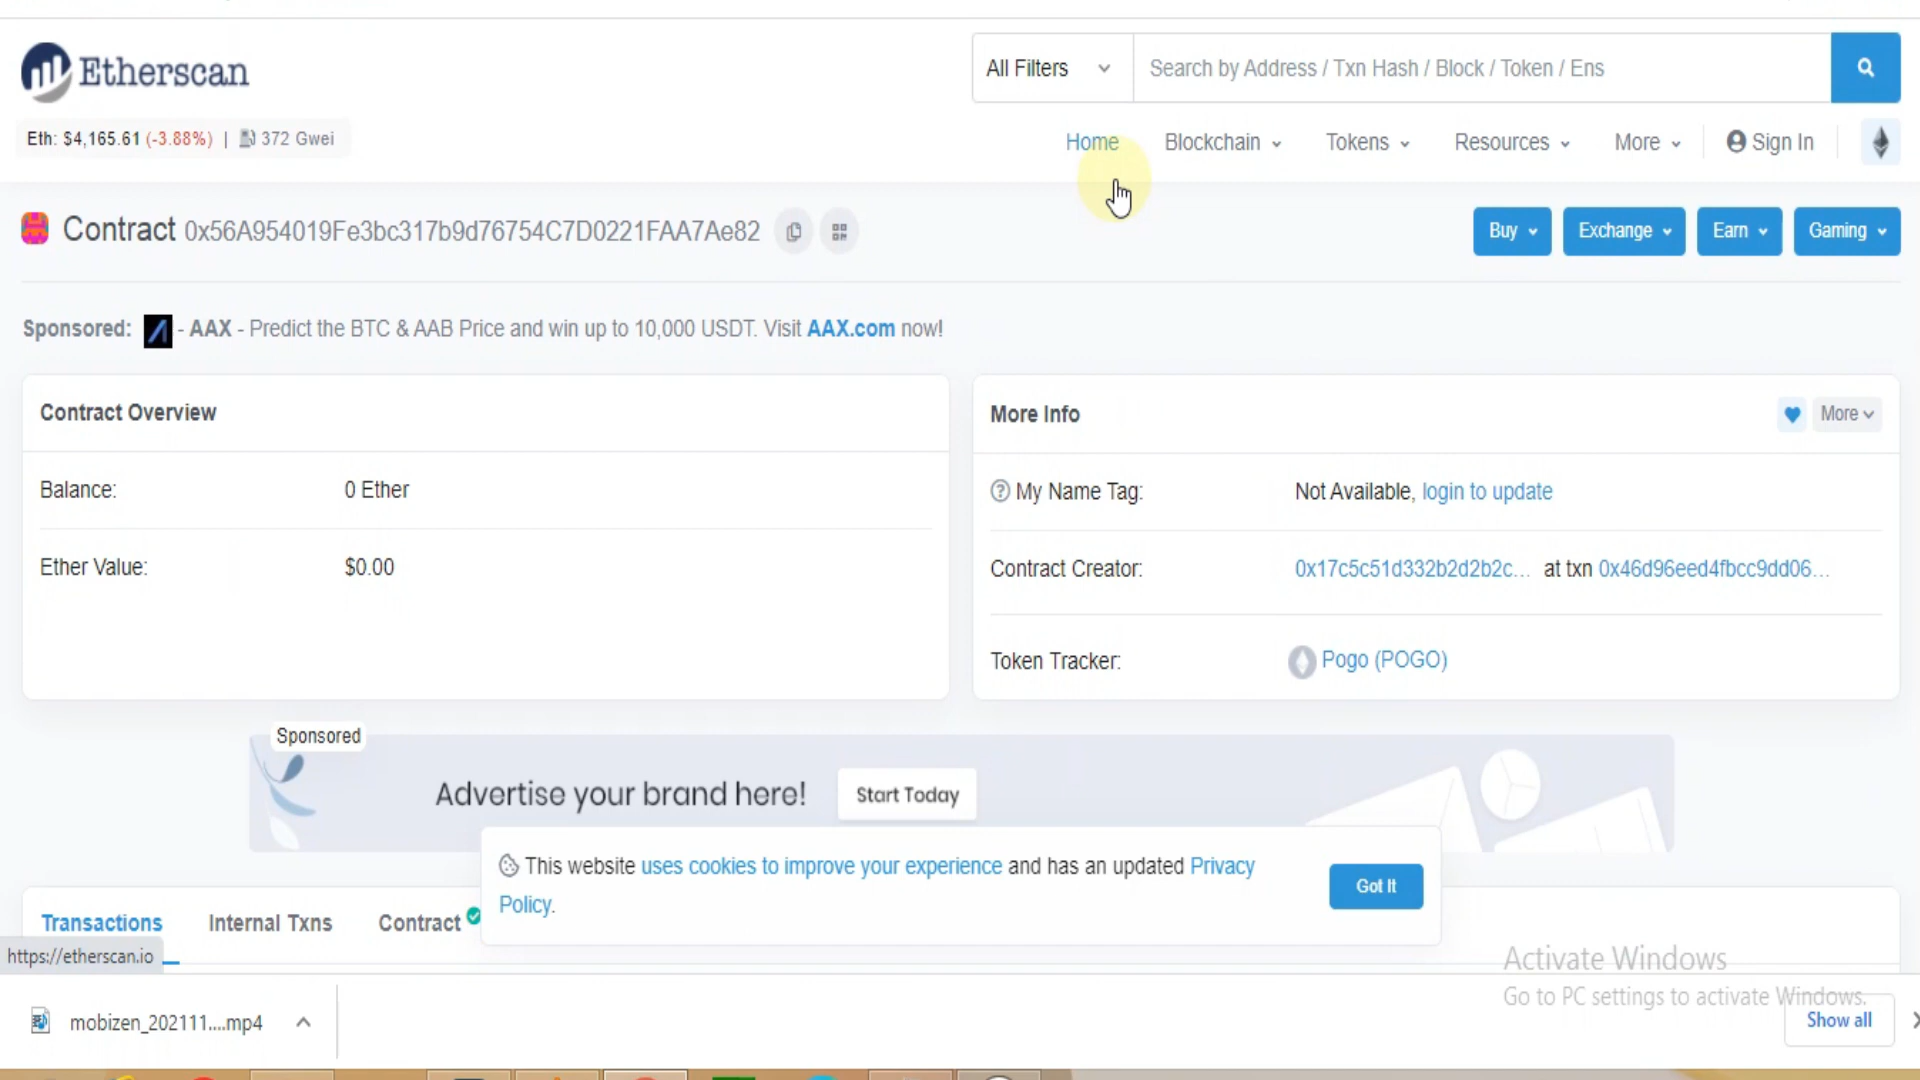 Etherscan
All Filters
Search by Address / Txn Hash / Block / Token / Ens
Eth: $4,165.61 (-3.88%) | 372 Gwei
Home Blockchain Tokens Resources More Sign In
Contract 0x56A954019Fe3bc317b9d76754C7D0221FAA7Ae82
Buy Exchange Earn Gaming
Sponsored: - AAX - Predict the BTC & AAB Price and win up to 10,000 USDT. Visit AAX.com now!
Contract Overview
Balance: 0 Ether
Ether Value: $0.00
More Info
More
My Name Tag: Not Available, login to update
Contract Creator: 0x17c5c51d332b2d2b2c... at txn 0x46d96eed4fbcc9dd06...
Token Tracker: Pogo (POGO)
Sponsored
Advertise your brand here! Start Today
This website uses cookies to improve your experience and has an updated Privacy
Policy.
Got It
Transactions Internal Txns Contract
https://etherscan.io
Activate Windows
Go to PC settings to activate Windows.
mobizen_202111....mp4
Show all